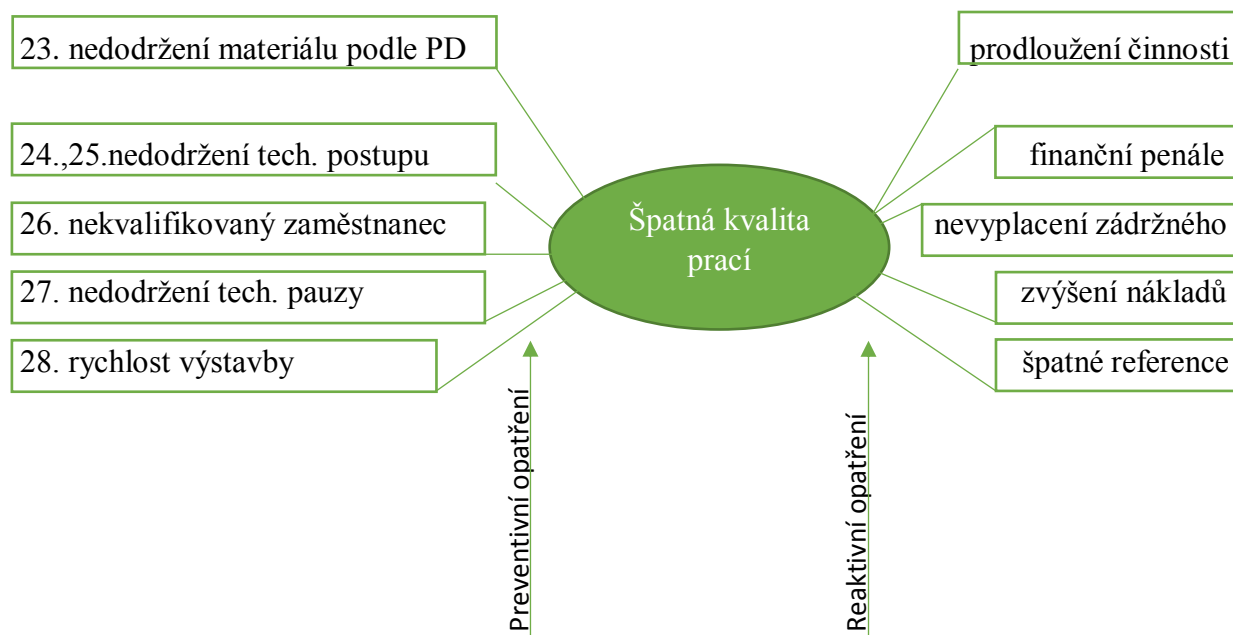 23. nedodržení materiálu podle PD
24.,25.nedodržení tech. postupu
26. nekvalifikovaný zaměstnanec
27. nedodržení tech. pauzy
28. rychlost výstavby
Špatná kvalita
prací
prodloužení činnosti
finanční penále
nevyplacení zádržného
zvýšení nákladů
špatné reference
Preventivní opatření
Reaktivní opatření